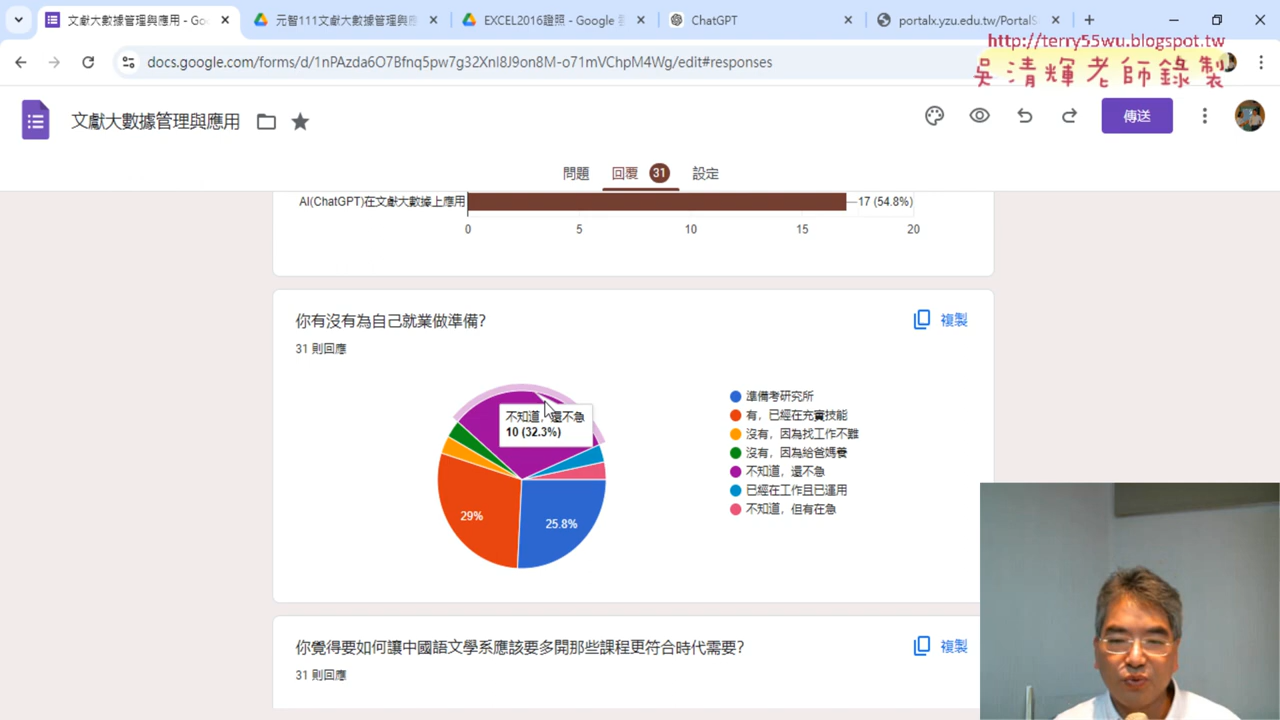 文獻大數據管理與應用 - Go
元智111文獻大數據管理與應
EXCEL2016證照 - Google
ChatGPT
portalx.yzu.edu.tw/PortalS
http://terry55wu.blogspot.tw
吳清輝老師錄製
docs.google.com/forms/d/1nPAzda6O7Bfnq5pw7g32XnI8J9dn8M-o71mVChpM4Wg/edit#responses
文獻大數據管理與應用
傳送
問題
回覆 31
設定
AI(ChatGPT)在文獻大數據上應用
17 (54.8%)
0 5 10 15 20
你有沒有為自己就業做準備?
複製
31 則回應
不知道，還不急
10 (32.3%)
29%
25.8%
準備考研究所
有，已經在充實技能
沒有，因為找工作不難
沒有，因為給爸媽養
不知道，還不急
已經在工作且已運用
不知道，但有在急
你覺得要如何讓中國語文學系應該要多開那些課程更符合時代需要?
複製
31 則回應